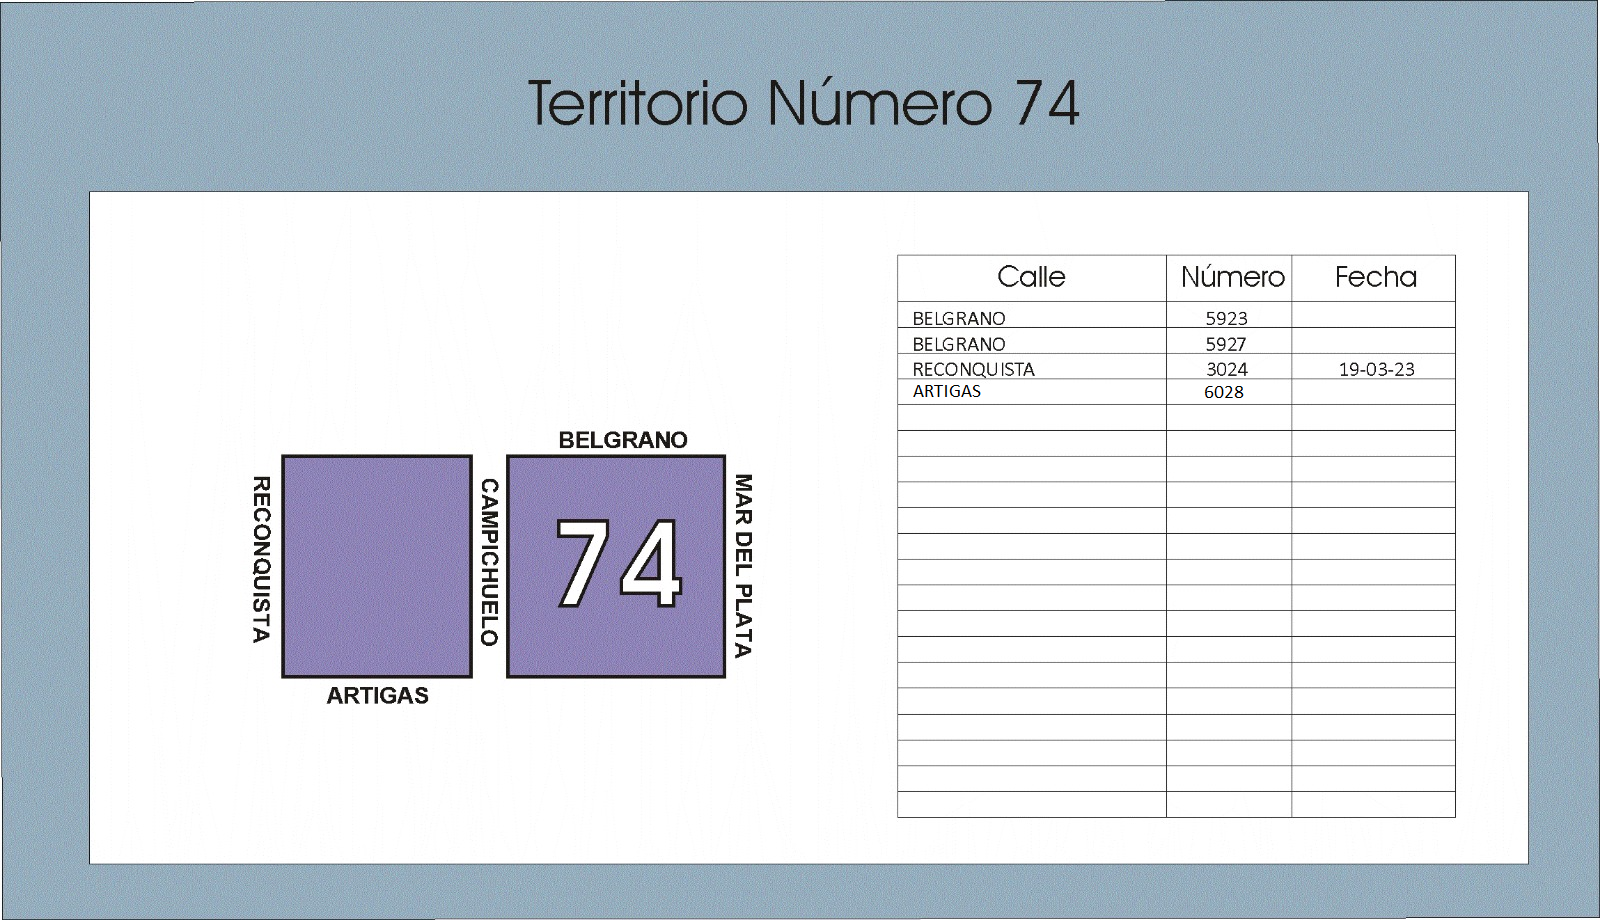 Territorio Número 74
Calle Número Fecha
BELGRANO 5923
BELGRANO 5927
RECONQUISTA 3024 19-03-23
ARTIGAS 6028
BELGRANO
RECONQUISTA
CAMPICHUELO
74
MAR DEL PLATA
ARTIGAS